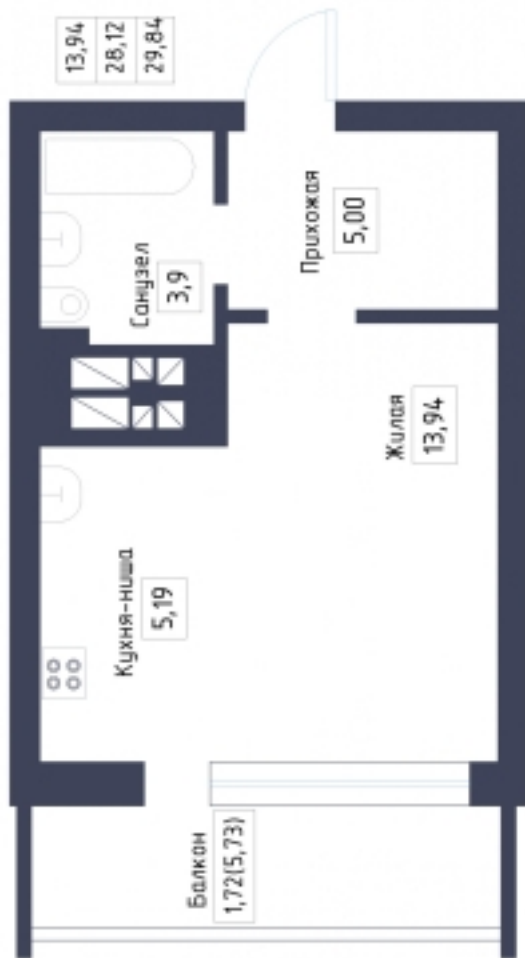 13,94
28,12
29,84
Санузел
3,9
Прихожая
5,00
Кухня-ниша
5,19
Жилая
13,94
Балкон
1,72(5,73)